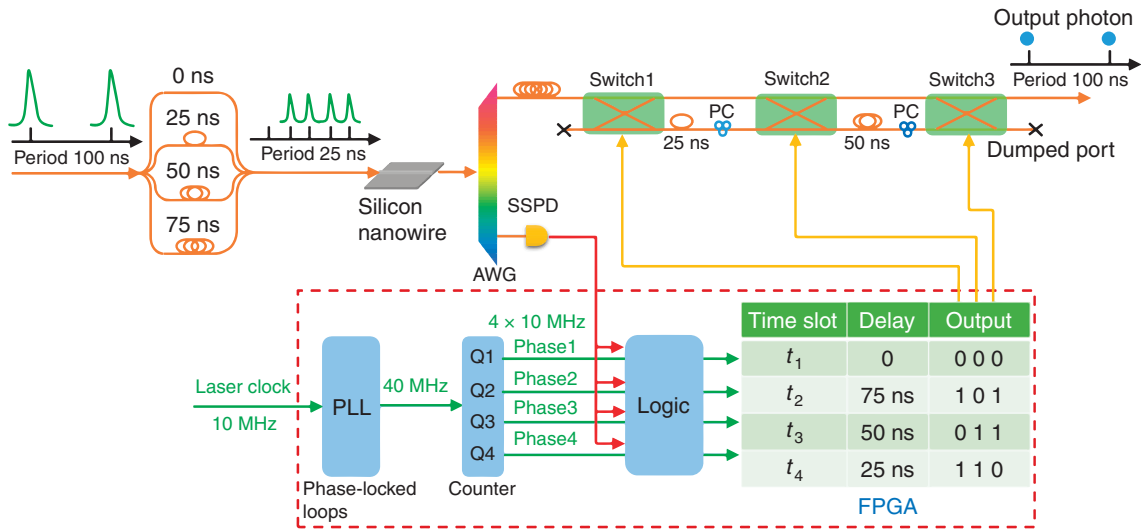 Output photon
Period 100 ns
0 ns
25 ns
50 ns
75 ns
Period 100 ns
Period 25 ns
Silicon
nanowire
AWG
SSPD
Switch1
Switch2
Switch3
PC
PC
25 ns
50 ns
Dumped port
Laser clock
10 MHz
PLL
Phase-locked
loops
40 MHz
Q1
Q2
Q3
Q4
Counter
4 × 10 MHz
Phase1
Phase2
Phase3
Phase4
Logic
Time slot Delay Output
t1 0 0 0 0
t2 75 ns 1 0 1
t3 50 ns 0 1 1
t4 25 ns 1 1 0
FPGA